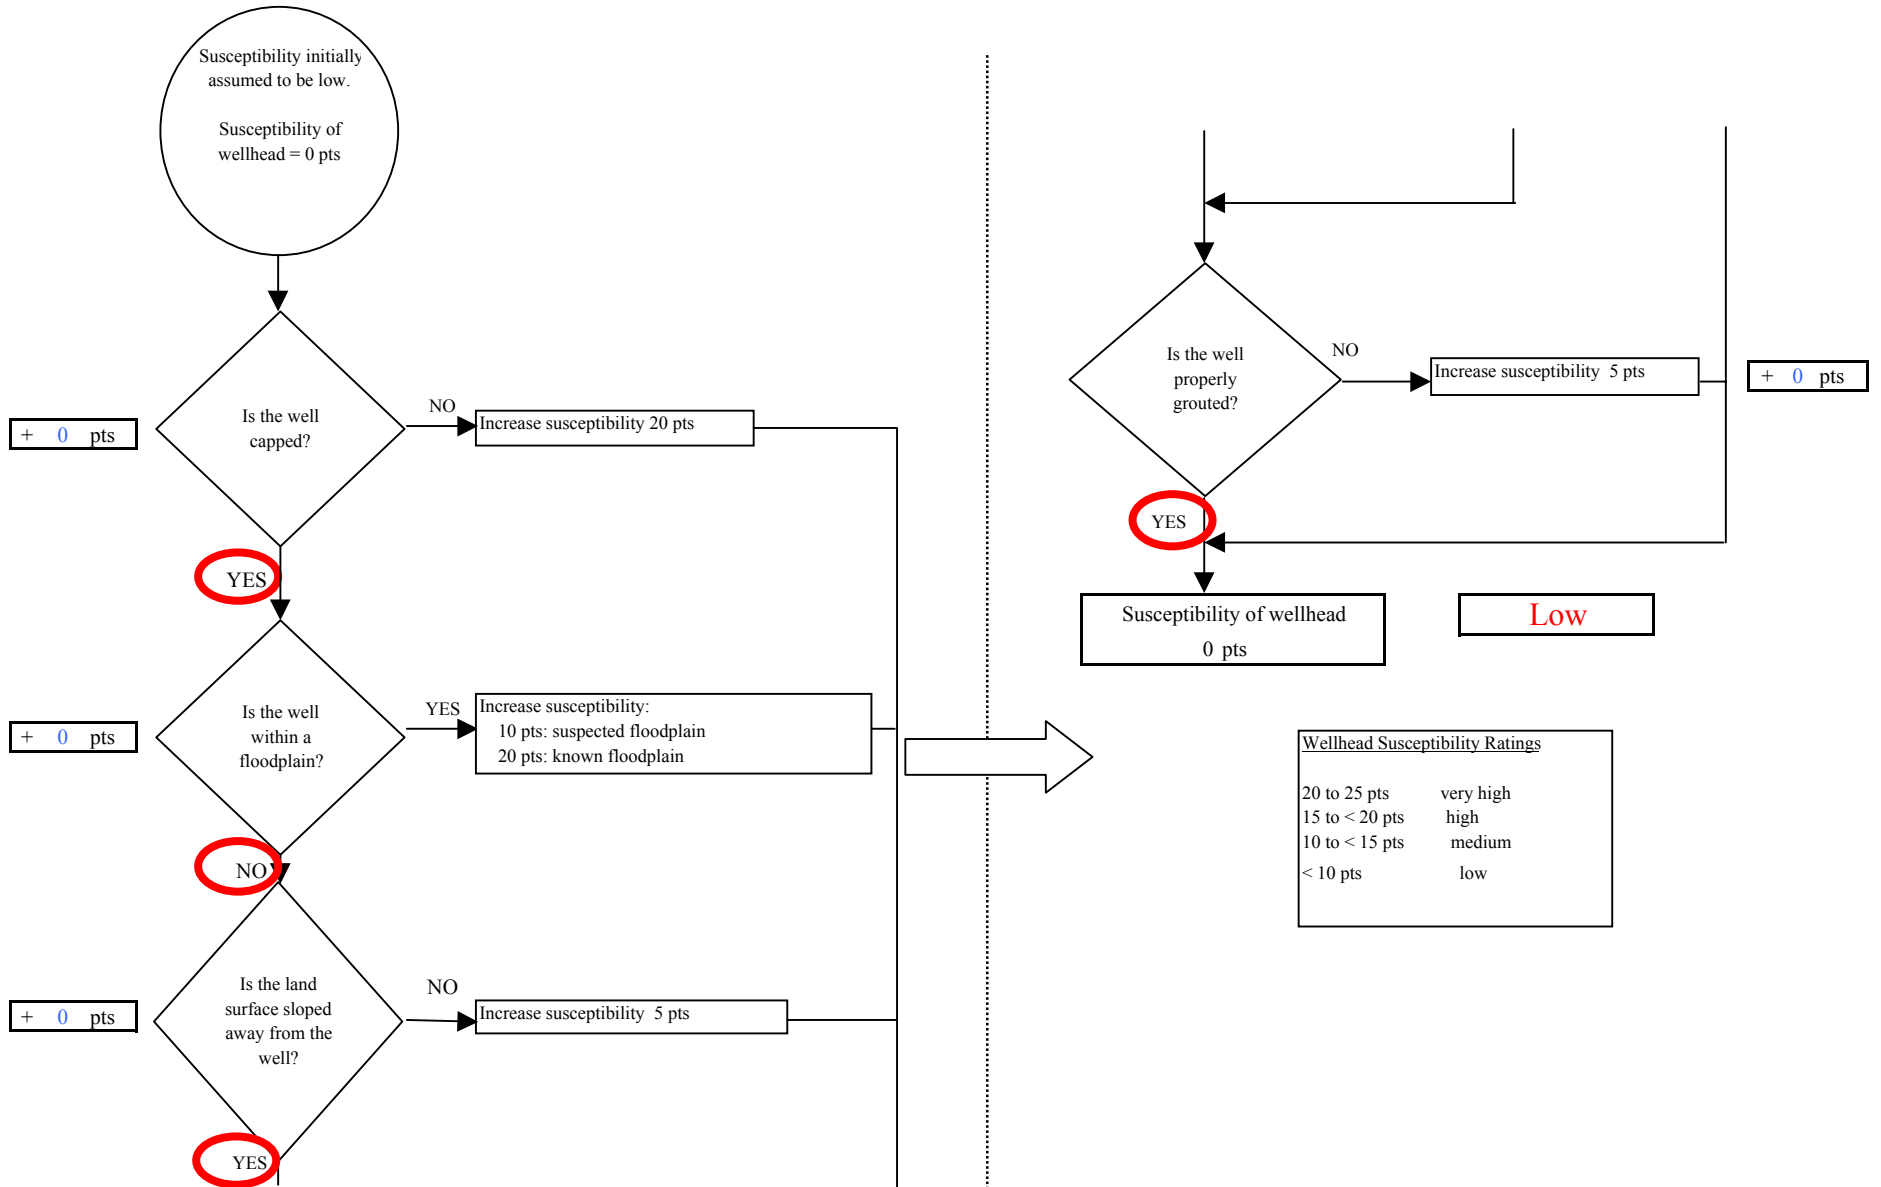 Susceptibility initially
assumed to be low.
Susceptibility of
wellhead = 0 pts
Is the well
capped?
NO
Increase susceptibility 20 pts
+ 0 pts
YES
Is the well
within a
floodplain?
YES
Increase susceptibility:
10 pts: suspected floodplain
20 pts: known floodplain
+ 0 pts
NO
Is the land
surface sloped
away from the
well?
NO
Increase susceptibility 5 pts
+ 0 pts
YES
Is the well
properly
grouted?
NO
Increase susceptibility 5 pts
+ 0 pts
YES
Susceptibility of wellhead
0 pts
Low
Wellhead Susceptibility Ratings
20 to 25 pts very high
15 to < 20 pts high
10 to < 15 pts medium
< 10 pts low